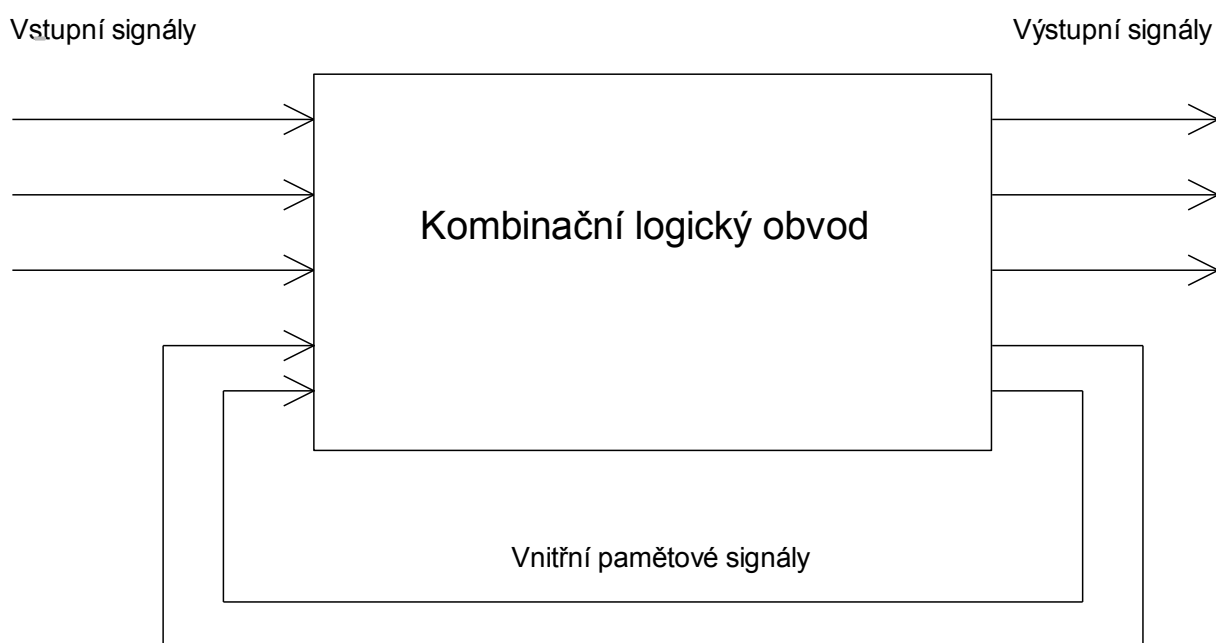 Vstupní signály
Výstupní signály
Kombinační logický obvod
Vnitřní pamětové signály